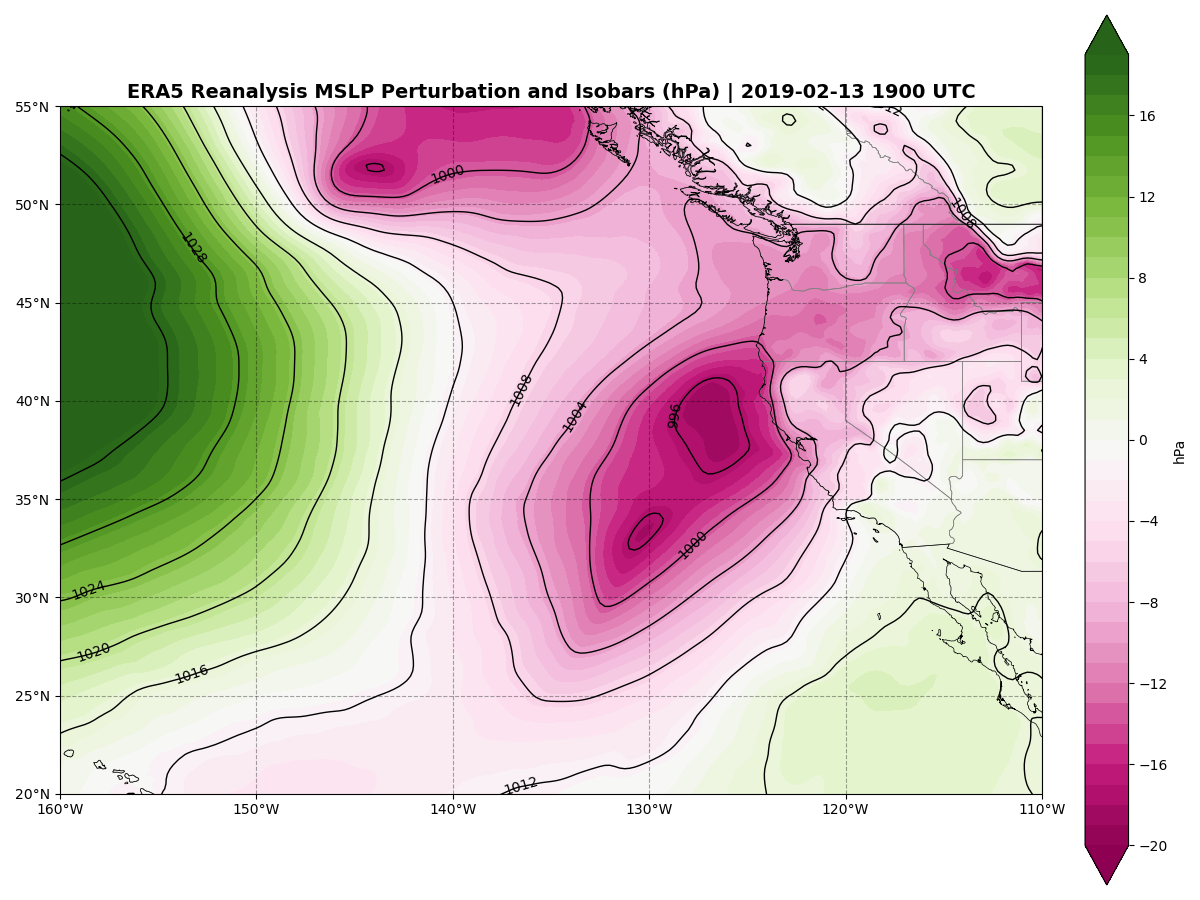 ERA5 Reanalysis MSLP Perturbation and Isobars (hPa) | 2019-02-13 1900 UTC
55°N
50°N
45°N
40°N
35°N
30°N
25°N
20°N
160°W
150°W
140°W
130°W
120°W
110°W
1028
1024
1020
1016
1012
1008
1004
1000
996
1000
1008
12
16
12
8
4
0
−4
−8
−12
−16
−20
hPa